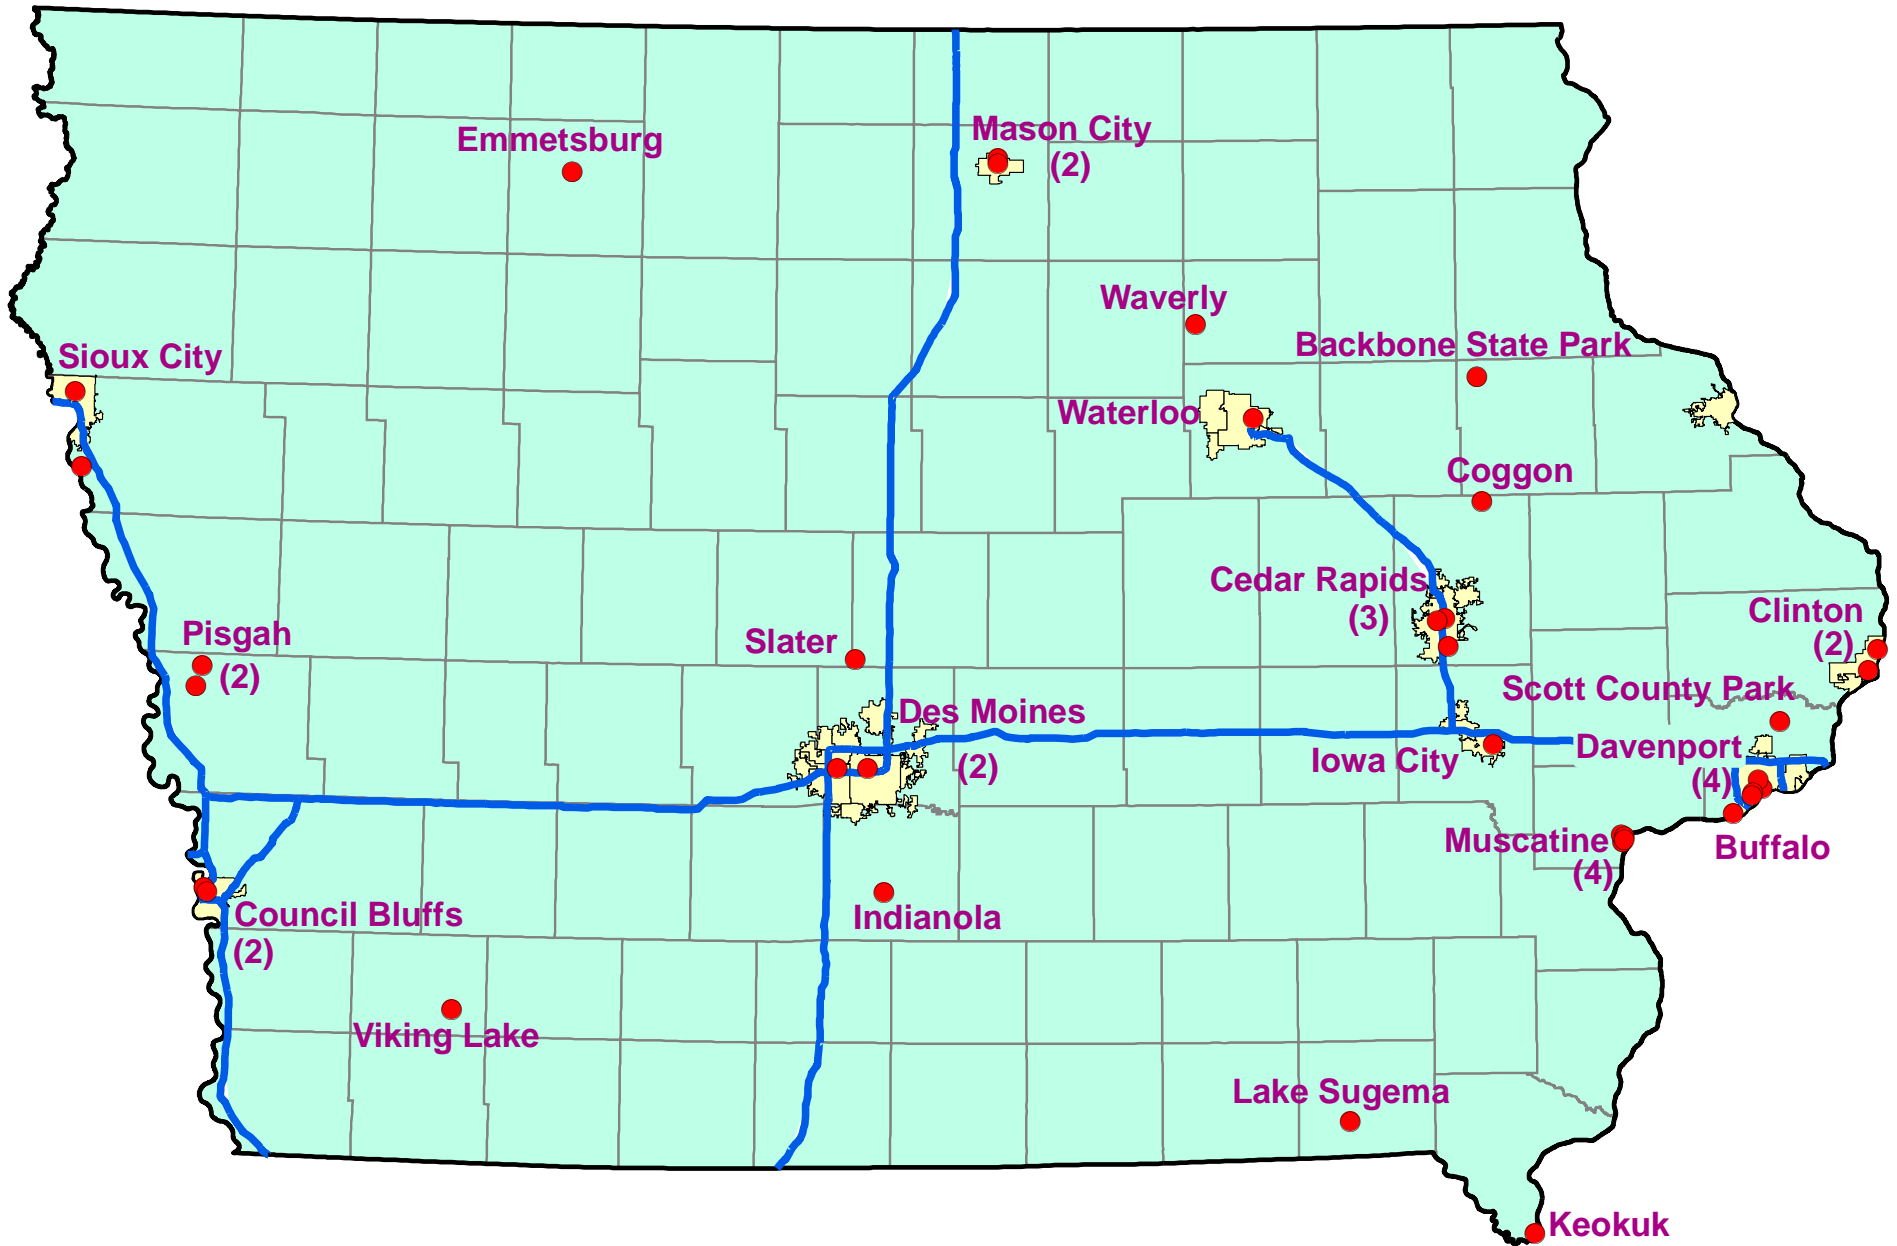 Mason City
(2)
Emmetsburg
Waverly
Backbone State Park
Sioux City
Waterloo
Coggon
Cedar Rapids
(3)
Clinton
(2)
Pisgah
(2)
Slater
Scott County Park
Des Moines
(2)
Davenport
(4)
Iowa City
Muscatine
(4)
Buffalo
Council Bluffs
(2)
Indianola
Viking Lake
Lake Sugema
Keokuk